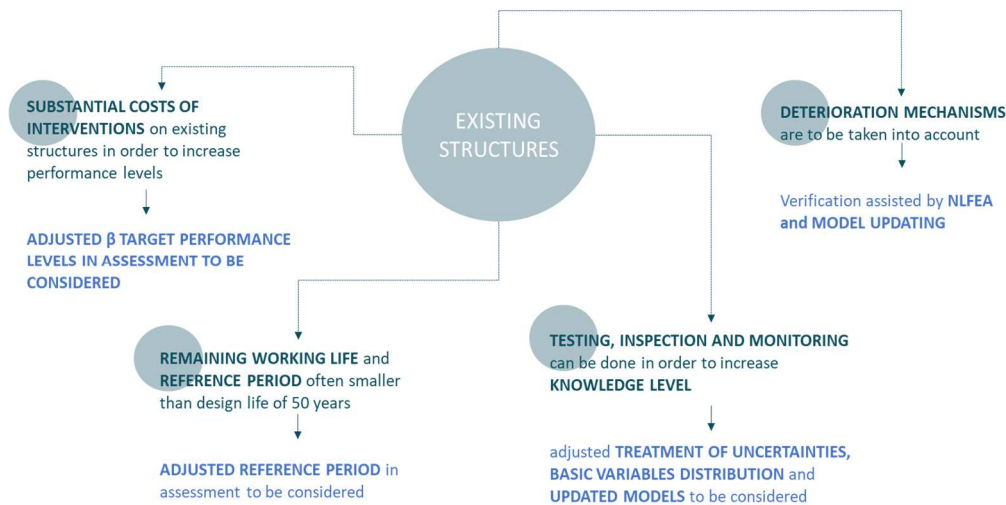 EXISTING
STRUCTURES
SUBSTANTIAL COSTS OF
INTERVENTIONS on existing
structures in order to increase
performance levels
ADJUSTED β TARGET PERFORMANCE
LEVELS IN ASSESSMENT TO BE
CONSIDERED
REMAINING WORKING LIFE and
REFERENCE PERIOD often smaller
than design life of 50 years
ADJUSTED REFERENCE PERIOD in
assessment to be considered
TESTING, INSPECTION AND MONITORING
can be done in order to increase
KNOWLEDGE LEVEL
adjusted TREATMENT OF UNCERTAINTIES,
BASIC VARIABLES DISTRIBUTION and
UPDATED MODELS to be considered
DETERIORATION MECHANISMS
are to be taken into account
Verification assisted by NLFEA
and MODEL UPDATING